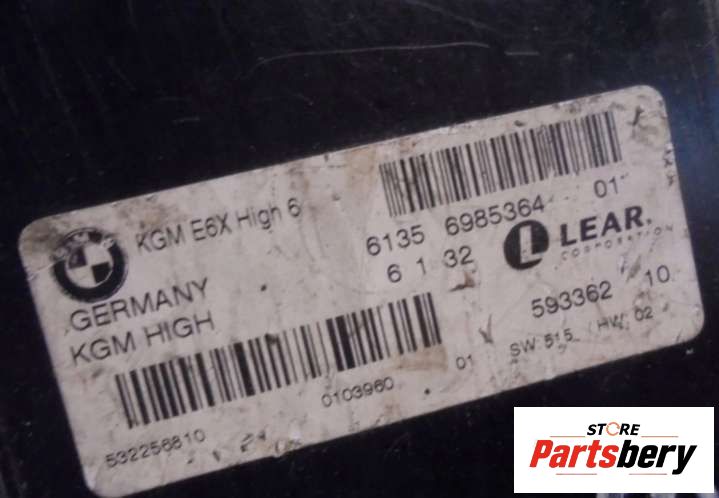 KGM E6X High 6
6135 6985364 01
6 1 32
LEAR.
CORPORATION
GERMANY
KGM HIGH
593362 10
SW 515 HW 02
0103960 01
532256810
STORE
Partsbery